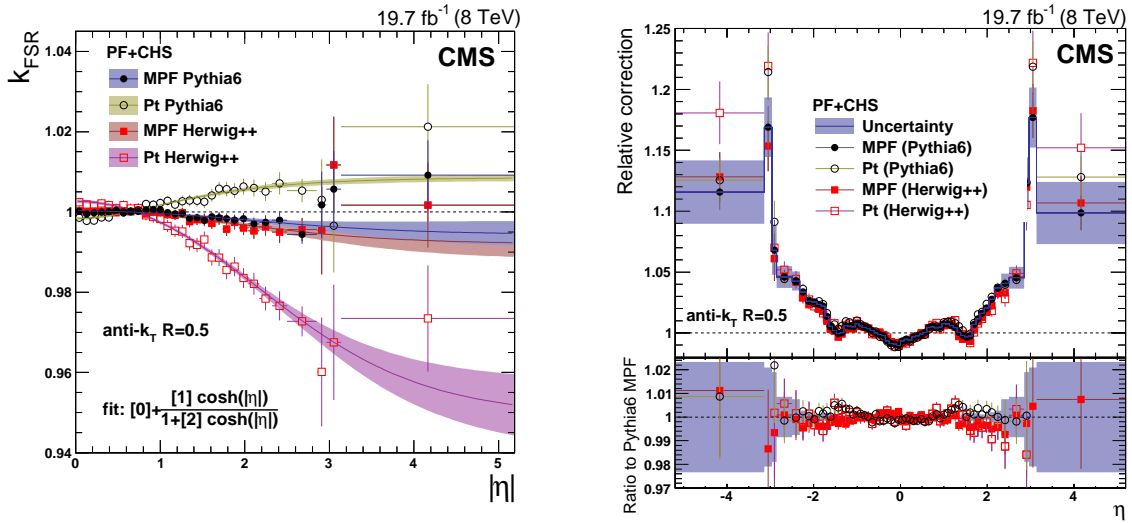 19.7 fb⁻¹ (8 TeV)
k_FSR
1.04
1.02
1
0.98
0.96
0.94
PF+CHS
CMS
MPF Pythia6
Pt Pythia6
MPF Herwig++
Pt Herwig++
anti-k_T R=0.5
fit: [0]+ [1] cosh(|η|)
1+[2] cosh(|η|)
0 1 2 3 4 5
|η|
19.7 fb⁻¹ (8 TeV)
Relative correction
1.25
1.2
1.15
1.1
1.05
1
CMS
PF+CHS
Uncertainty
MPF (Pythia6)
Pt (Pythia6)
MPF (Herwig++)
Pt (Herwig++)
anti-k_T R=0.5
Ratio to Pythia6 MPF
1.02
1.01
1.00
0.99
0.98
0.97
-4 -2 0 2 4
η